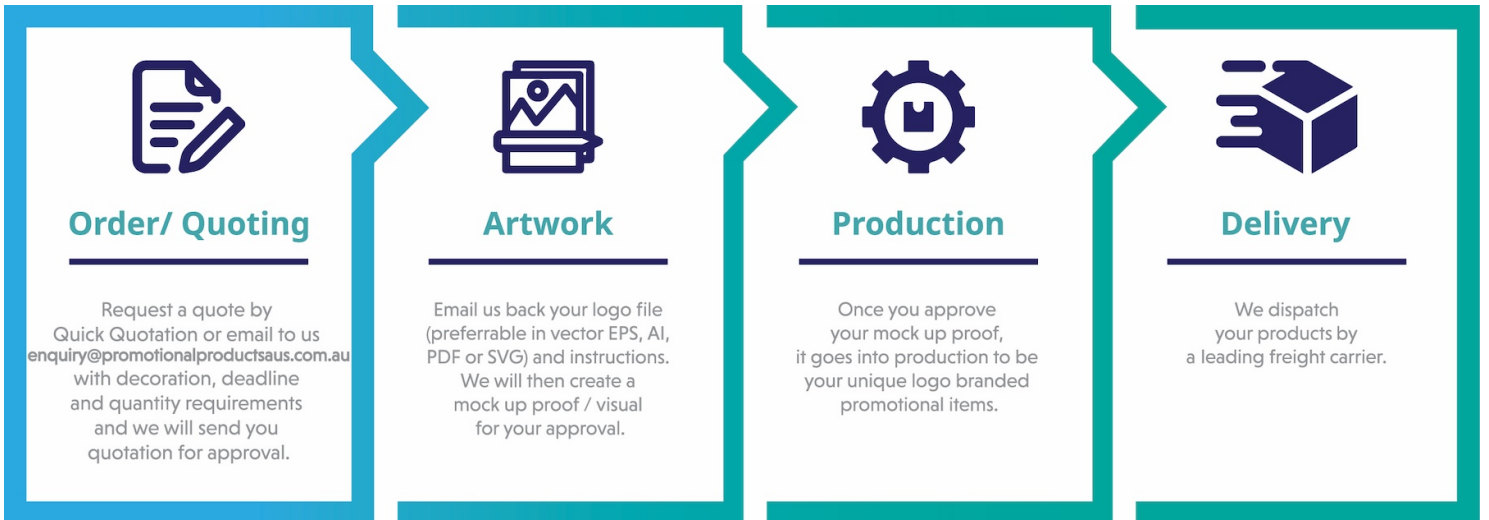 Order/ Quoting
Request a quote by
Quick Quotation or email to us
enquiry@promotionalproductsaus.com.au
with decoration, deadline
and quantity requirements
and we will send you
quotation for approval.
Artwork
Email us back your logo file
(preferrable in vector EPS, AI,
PDF or SVG) and instructions.
We will then create a
mock up proof / visual
for your approval.
Production
Once you approve
your mock up proof,
it goes into production to be
your unique logo branded
promotional items.
Delivery
We dispatch
your products by
a leading freight carrier.